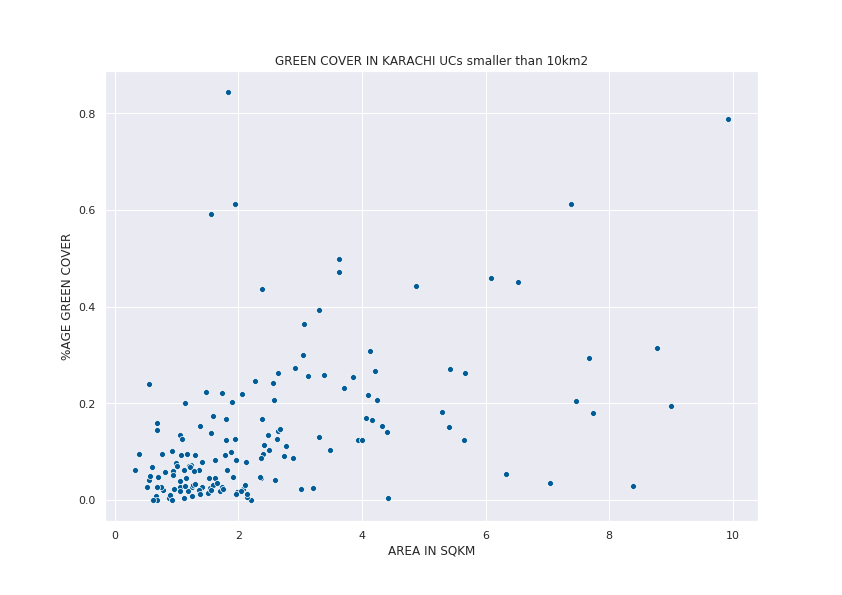 GREEN COVER IN KARACHI UCs smaller than 10km2
0.8
0.6
0.4
0.2
0.0
%AGE GREEN COVER
0 2 4 6 8 10
AREA IN SQKM